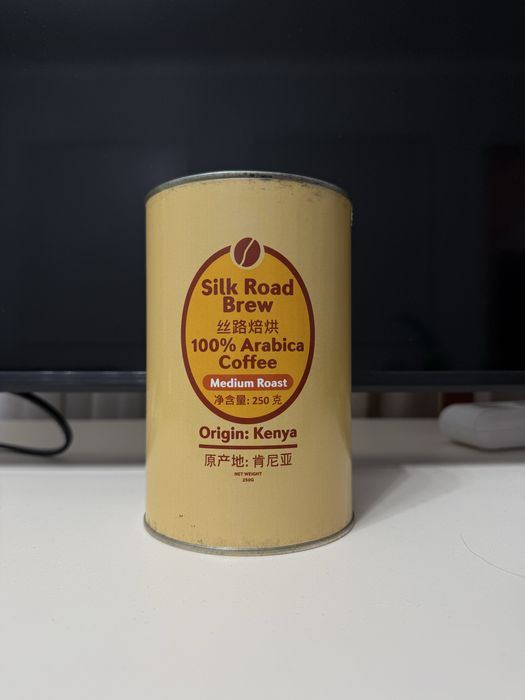 Silk Road
Brew
丝路焙烘
100% Arabica
Coffee
Medium Roast
净含量: 250 克
Origin: Kenya
原产地: 肯尼亚
NET WEIGHT
250G